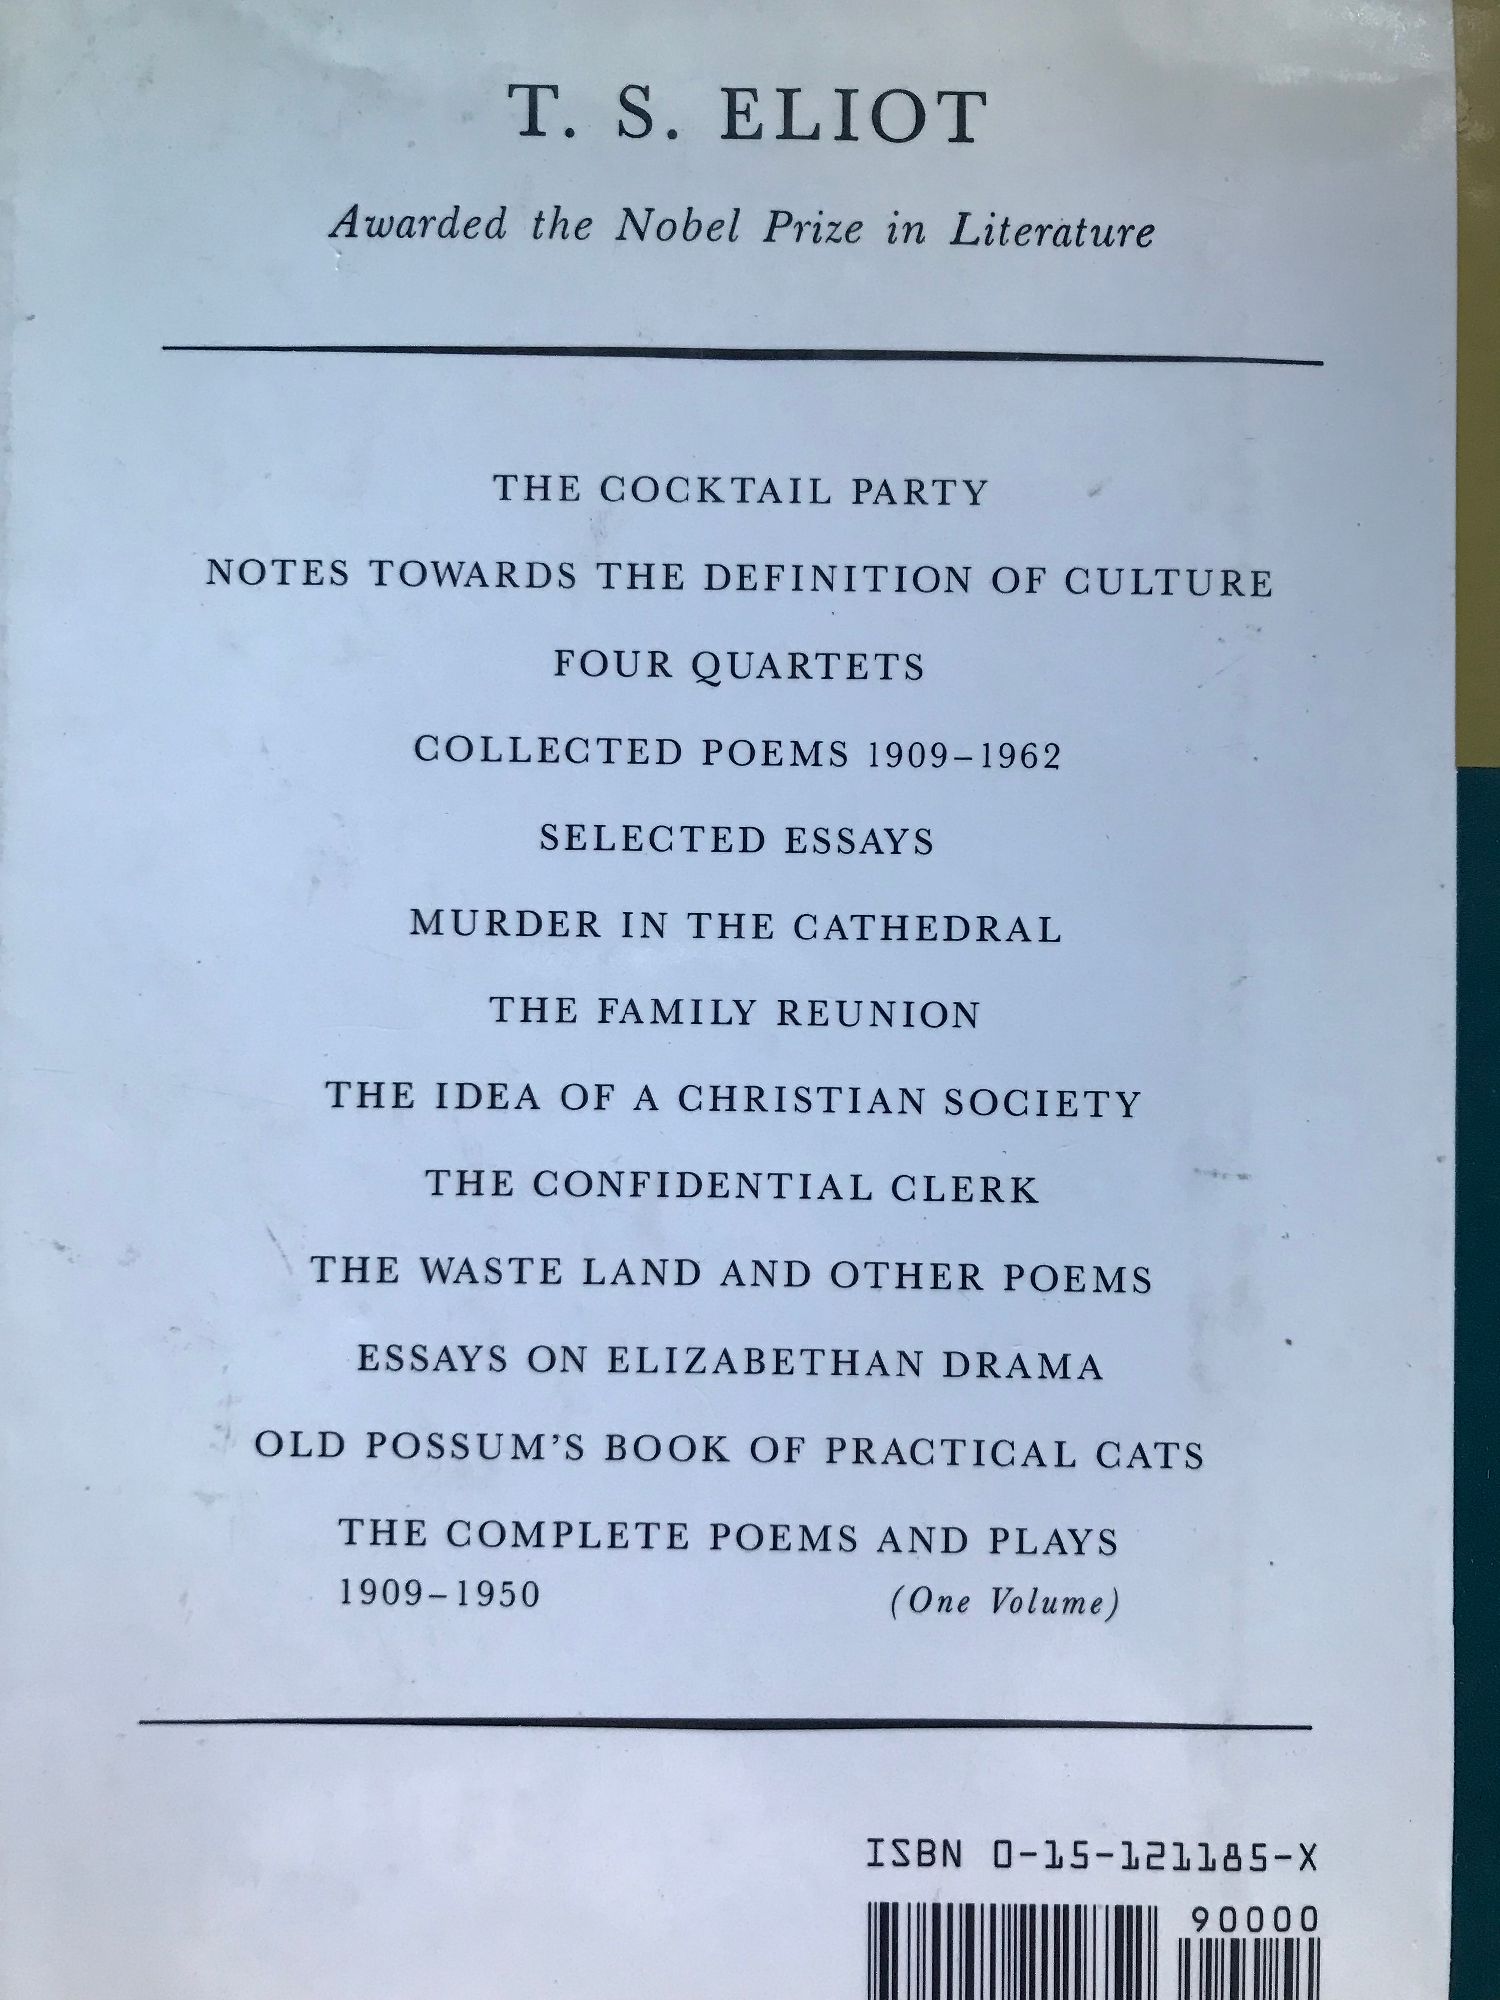 T. S. ELIOT
Awarded the Nobel Prize in Literature
THE COCKTAIL PARTY
NOTES TOWARDS THE DEFINITION OF CULTURE
FOUR QUARTETS
COLLECTED POEMS 1909–1962
SELECTED ESSAYS
MURDER IN THE CATHEDRAL
THE FAMILY REUNION
THE IDEA OF A CHRISTIAN SOCIETY
THE CONFIDENTIAL CLERK
THE WASTE LAND AND OTHER POEMS
ESSAYS ON ELIZABETHAN DRAMA
OLD POSSUM’S BOOK OF PRACTICAL CATS
THE COMPLETE POEMS AND PLAYS
1909–1950 (One Volume)
ISBN 0-15-121185-X
90000